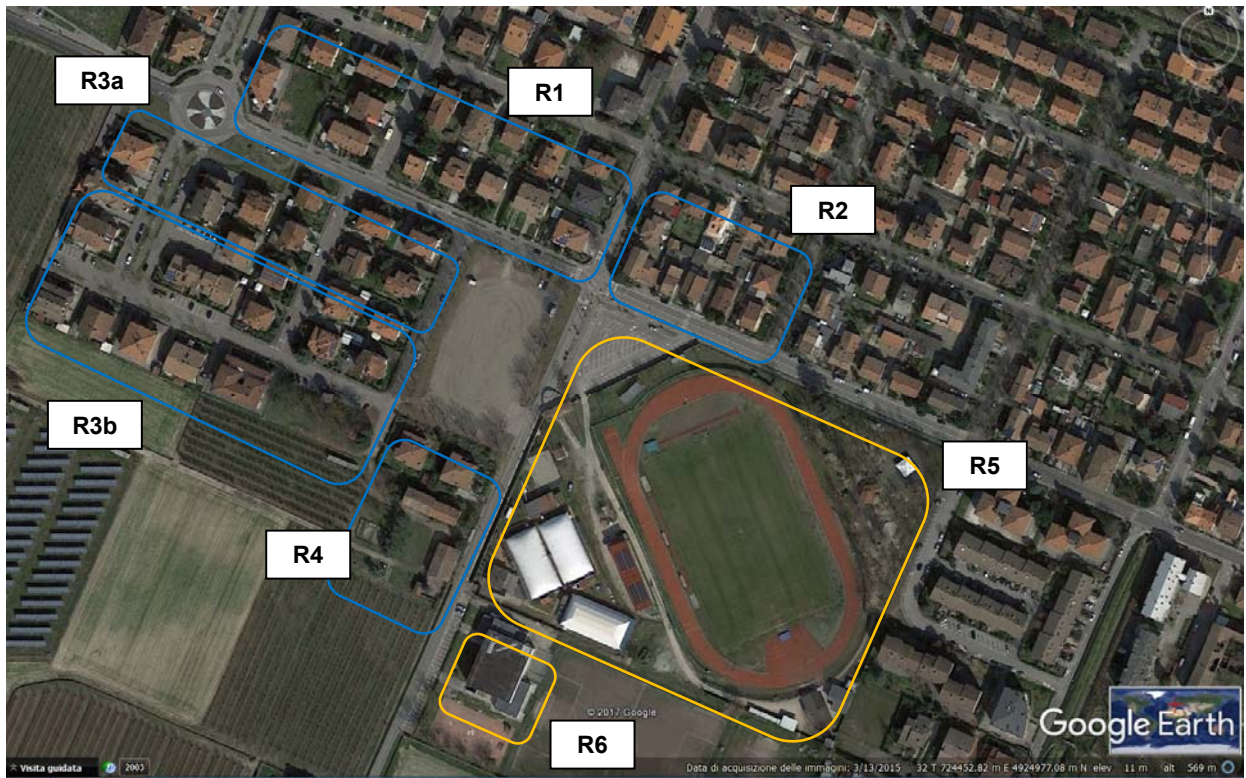 N
R3a
R1
R2
R3b
R5
R4
R6
© 2017 Google
Google Earth
Visita guidata
2003
Data di acquisizione delle immagini: 3/13/2015 32 T 724452.82 m E 4924977.08 m N elev 11 m alt 569 m